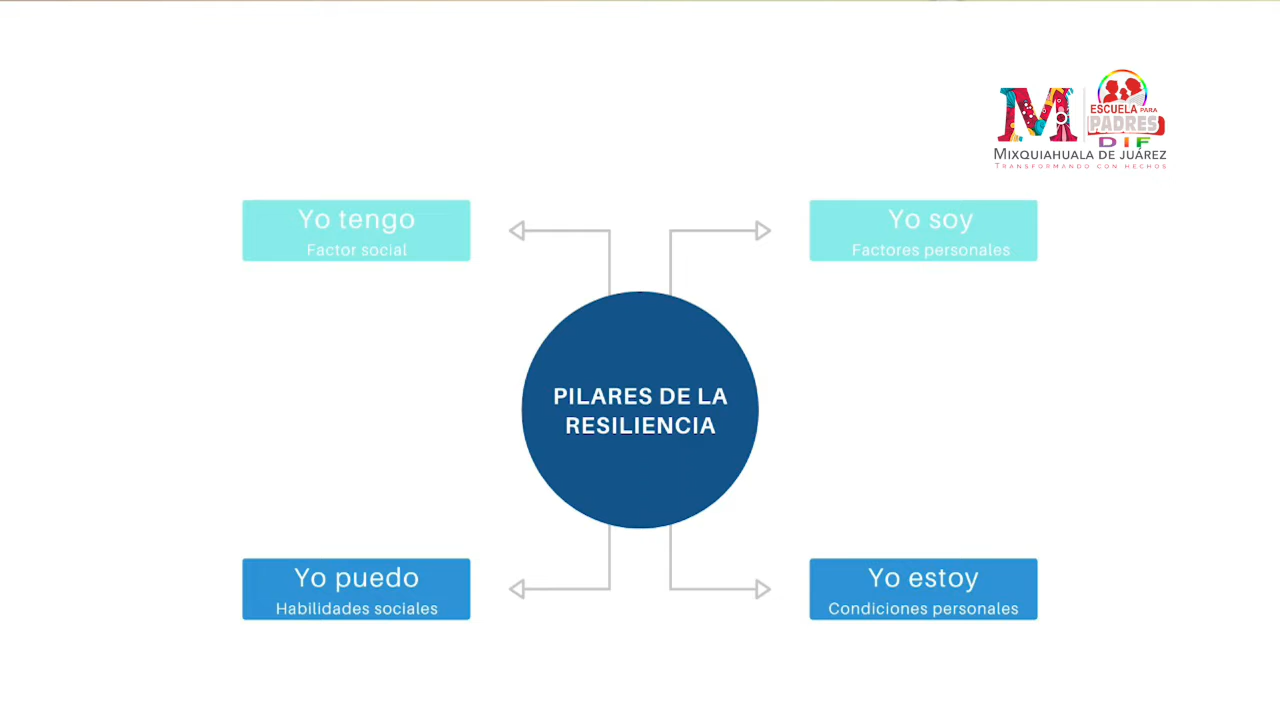 ESCUELA PARA
PADRES
DIF
MIXQUIAHUALA DE JUÁREZ
TRANSFORMANDO CON HECHOS
Yo tengo
Factor social
Yo soy
Factores personales
PILARES DE LA
RESILIENCIA
Yo puedo
Habilidades sociales
Yo estoy
Condiciones personales